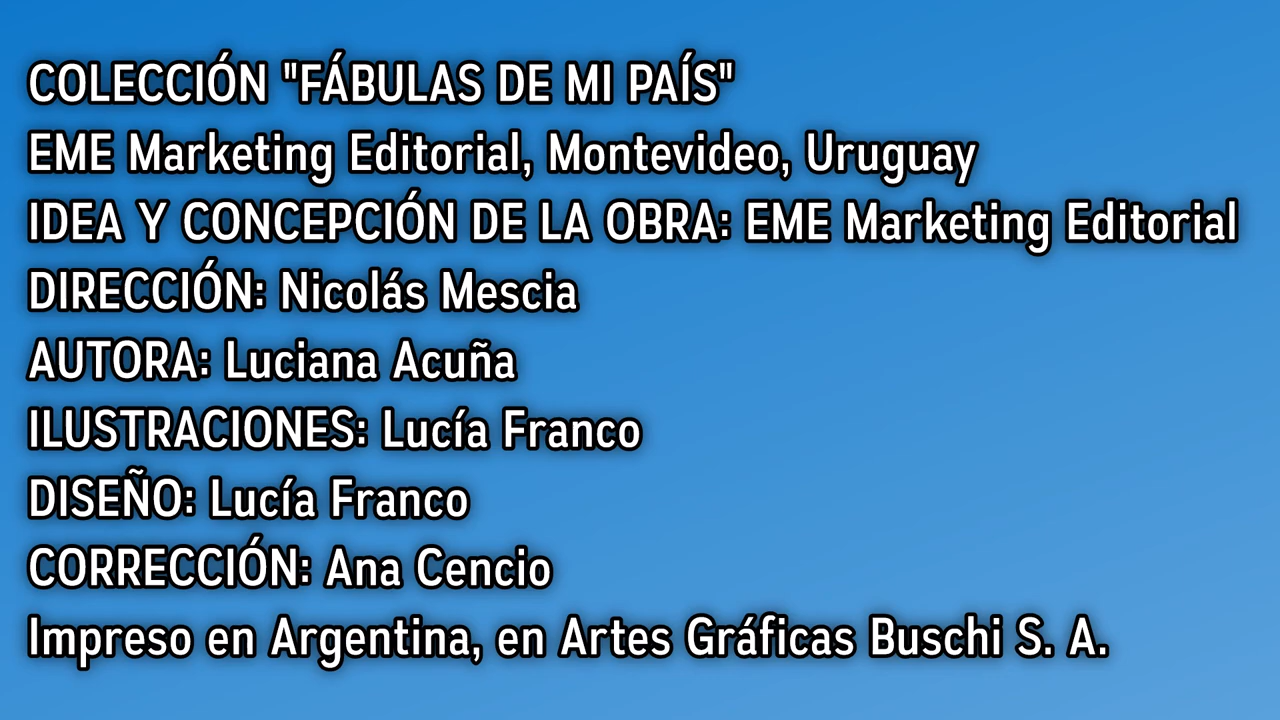 COLECCIÓN "FÁBULAS DE MI PAÍS"
EME Marketing Editorial, Montevideo, Uruguay
IDEA Y CONCEPCIÓN DE LA OBRA: EME Marketing Editorial
DIRECCIÓN: Nicolás Mescia
AUTORA: Luciana Acuña
ILUSTRACIONES: Lucía Franco
DISEÑO: Lucía Franco
CORRECCIÓN: Ana Cencio
Impreso en Argentina, en Artes Gráficas Buschi S. A.